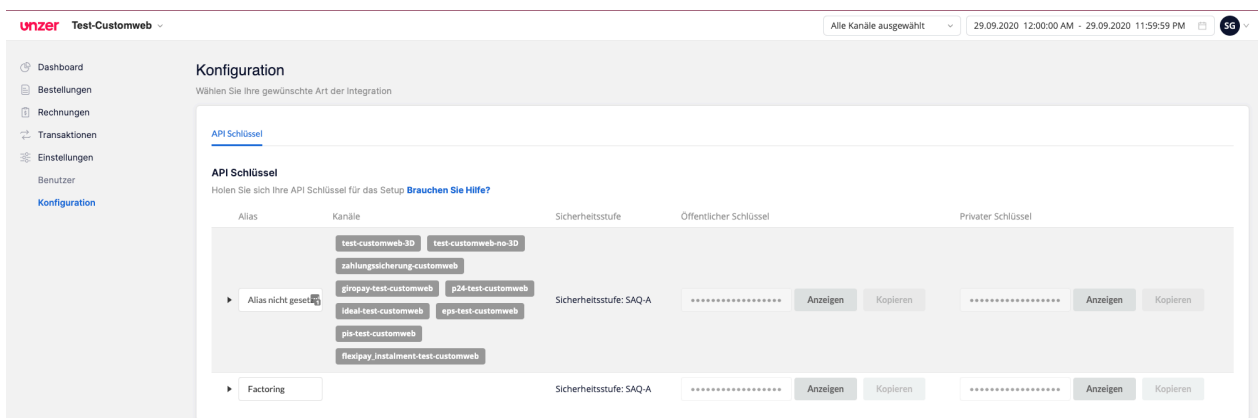 unzer Test-Customweb Alle Kanäle ausgewählt 29.09.2020 12:00:00 AM - 29.09.2020 11:59:59 PM SG
Dashboard
Bestellungen
Rechnungen
Transaktionen
Einstellungen
Benutzer
Konfiguration
Konfiguration
Wählen Sie Ihre gewünschte Art der Integration
API Schlüssel
API Schlüssel
Holen Sie sich Ihre API Schlüssel für das Setup Brauchen Sie Hilfe?
Alias Kanäle Sicherheitsstufe Öffentlicher Schlüssel Privater Schlüssel
test-customweb-3D test-customweb-no-3D
zahlungssicherung-customweb
giropay-test-customweb p24-test-customweb
Alias nicht gesetz Sicherheitsstufe: SAQ-A Anzeigen Kopieren Anzeigen Kopieren
ideal-test-customweb eps-test-customweb
pis-test-customweb
flexipay_instalment-test-customweb
Factoring Sicherheitsstufe: SAQ-A Anzeigen Kopieren Anzeigen Kopieren